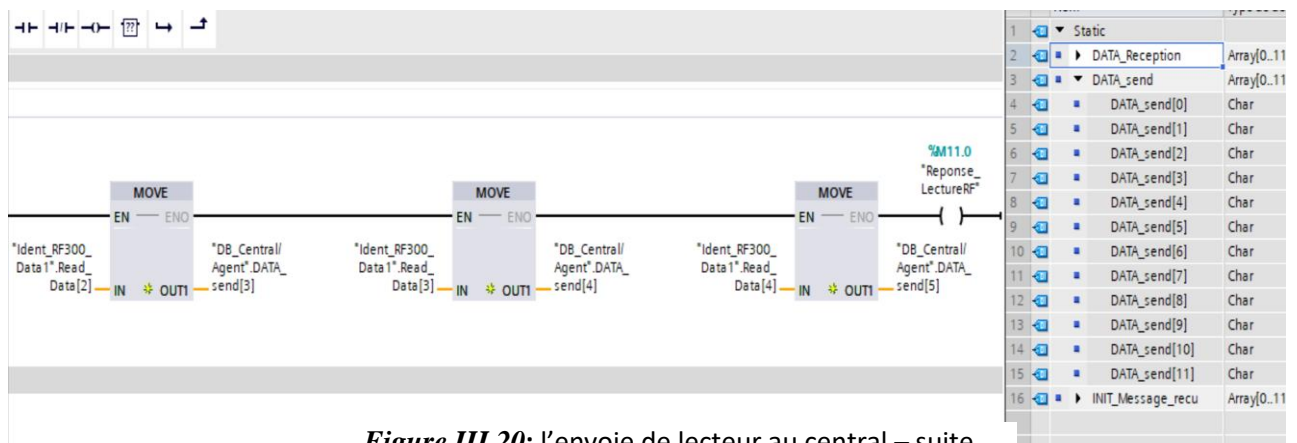 ??
%M11.0
"Reponse_
LectureRF"
MOVE
EN — ENO
"Ident_RF300_
Data1".Read_
Data[2]
IN
OUT1
"DB_Central/
Agent".DATA_
send[3]
MOVE
EN — ENO
"Ident_RF300_
Data1".Read_
Data[3]
IN
OUT1
"DB_Central/
Agent".DATA_
send[4]
MOVE
EN — ENO
"Ident_RF300_
Data1".Read_
Data[4]
IN
OUT1
"DB_Central/
Agent".DATA_
send[5]
1 Static
2 DATA_Reception Array[0..11
3 DATA_send Array[0..11
4 DATA_send[0] Char
5 DATA_send[1] Char
6 DATA_send[2] Char
7 DATA_send[3] Char
8 DATA_send[4] Char
9 DATA_send[5] Char
10 DATA_send[6] Char
11 DATA_send[7] Char
12 DATA_send[8] Char
13 DATA_send[9] Char
14 DATA_send[10] Char
15 DATA_send[11] Char
16 INIT_Message_recu Array[0..11
Figure III.20: l'envoie de lecteur au central – suite